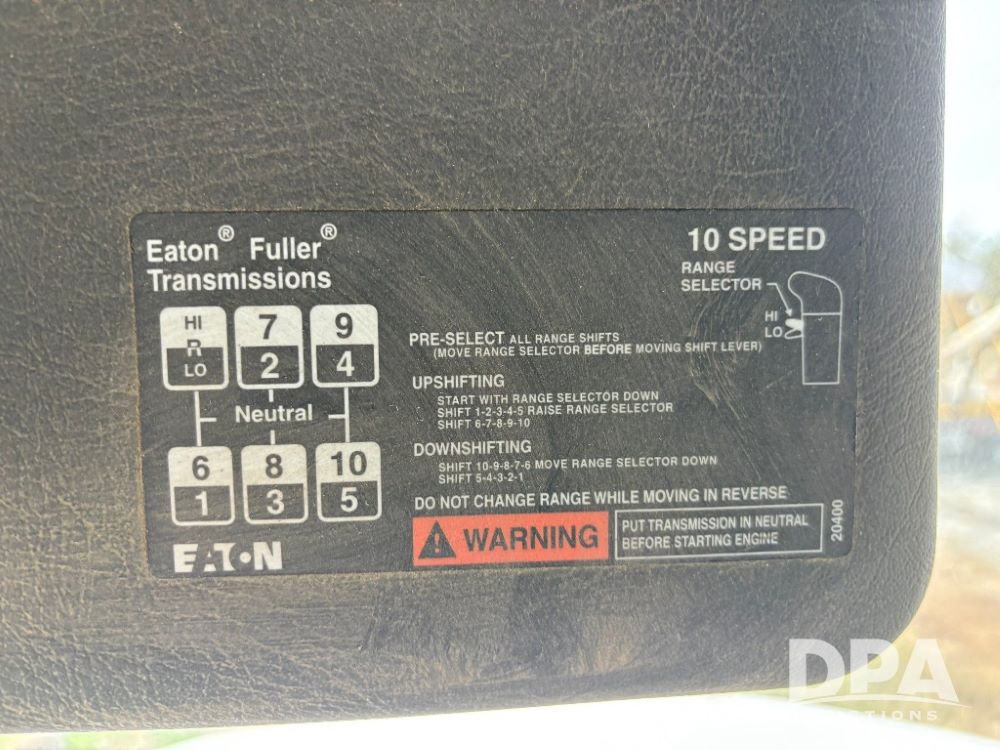 Eaton® Fuller®
Transmissions
10 SPEED
RANGE
SELECTOR
HI
LO
HI
R
LO
7
2
9
4
Neutral
6
1
8
3
10
5
PRE-SELECT ALL RANGE SHIFTS
(MOVE RANGE SELECTOR BEFORE MOVING SHIFT LEVER)
UPSHIFTING
START WITH RANGE SELECTOR DOWN
SHIFT 1-2-3-4-5 RAISE RANGE SELECTOR
SHIFT 6-7-8-9-10
DOWNSHIFTING
SHIFT 10-9-8-7-6 MOVE RANGE SELECTOR DOWN
SHIFT 5-4-3-2-1
DO NOT CHANGE RANGE WHILE MOVING IN REVERSE
WARNING
PUT TRANSMISSION IN NEUTRAL
BEFORE STARTING ENGINE
20400
EATON
DPA